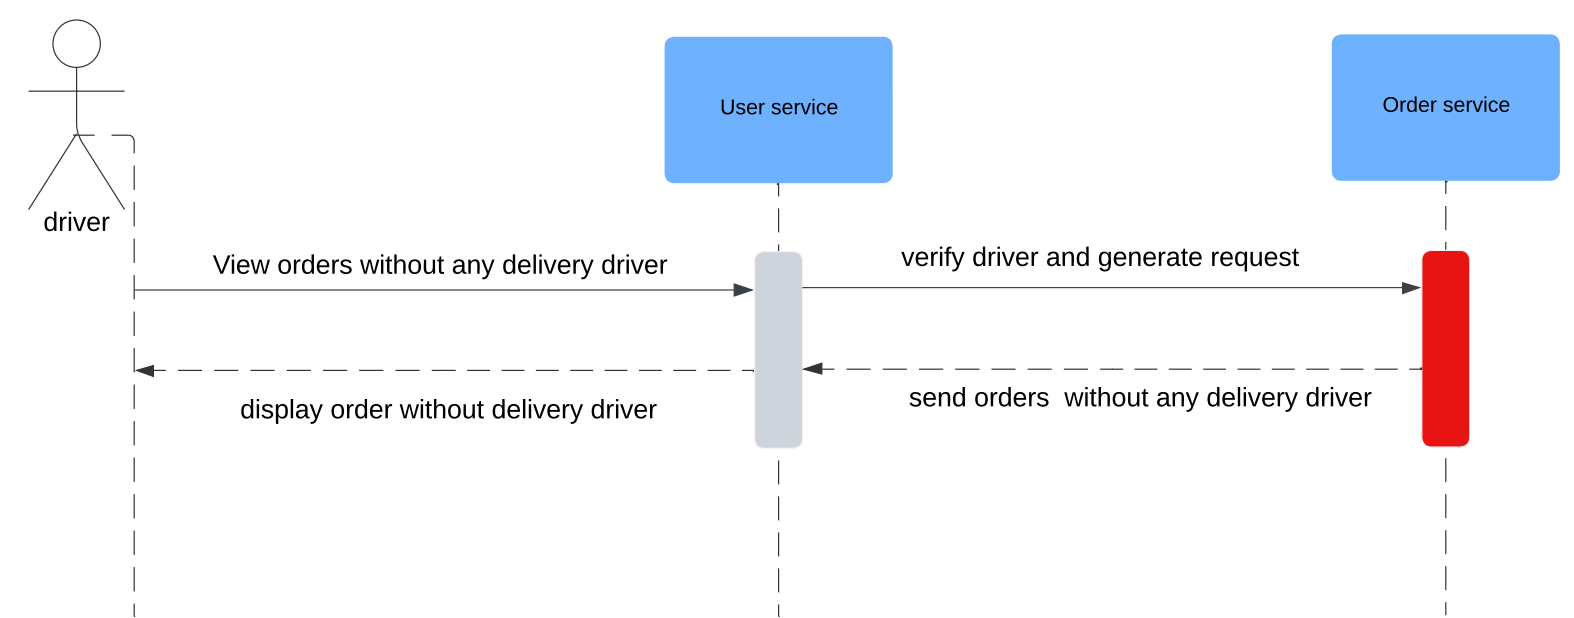 User service
Order service
driver
View orders without any delivery driver
verify driver and generate request
display order without delivery driver
send orders  without any delivery driver